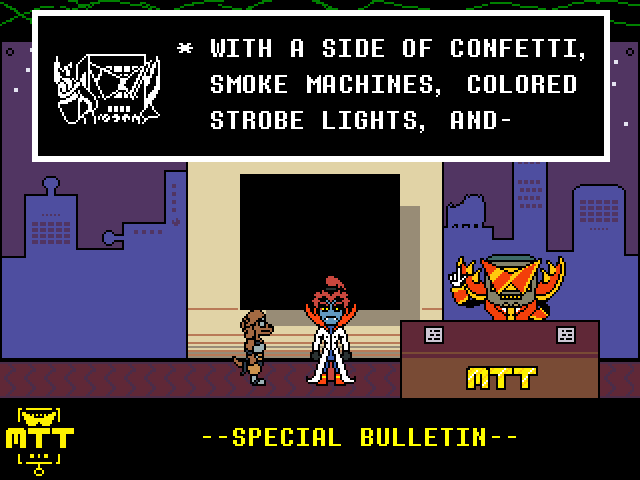 * WITH A SIDE OF CONFETTI,
SMOKE MACHINES, COLORED
STROBE LIGHTS, AND-
MTT
MTT
--SPECIAL BULLETIN--